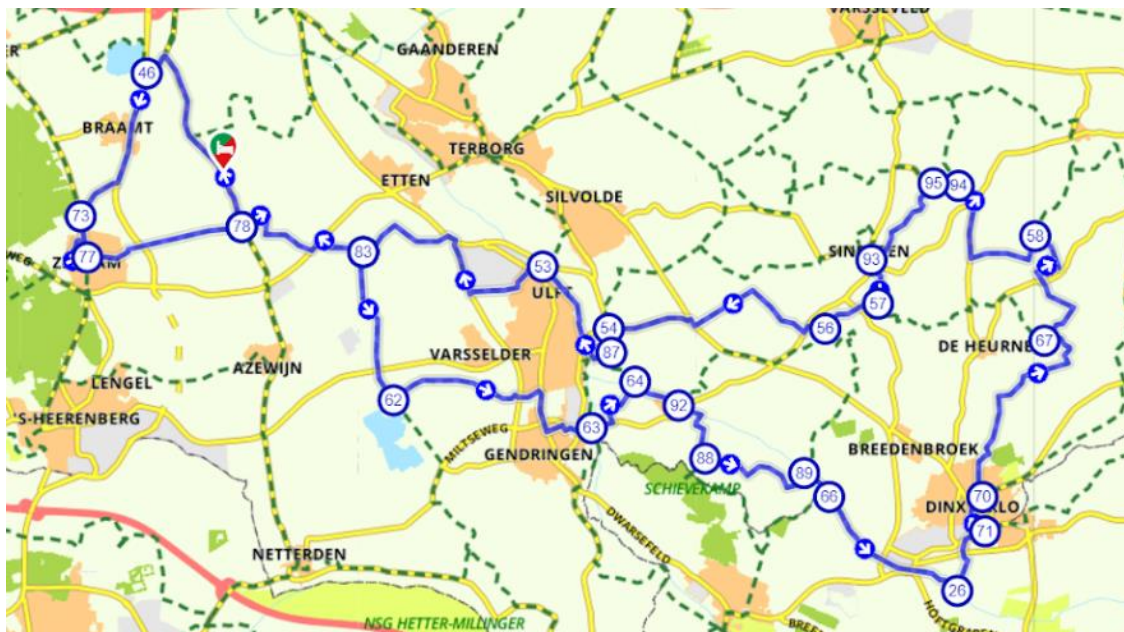 VARSSEVELD
GAANDEREN
46
BRAAMT
TERBORG
ETTEN
95
94
SILVOLDE
73
78
58
77
83
93
53
ULFT
57
54
56
87
VARSSELDER
DE HEURNE
67
AZEWIJN
LENGEL
64
62
92
'S-HEERENBERG
63
MILTSEWEG
GENDRINGEN
BREEDENBROEK
88
89
SCHIEVEKAMP
66
70
DINXPERLO
71
DWARSEFELD
NETTERDEN
26
NSG HETTER-MILLINGER